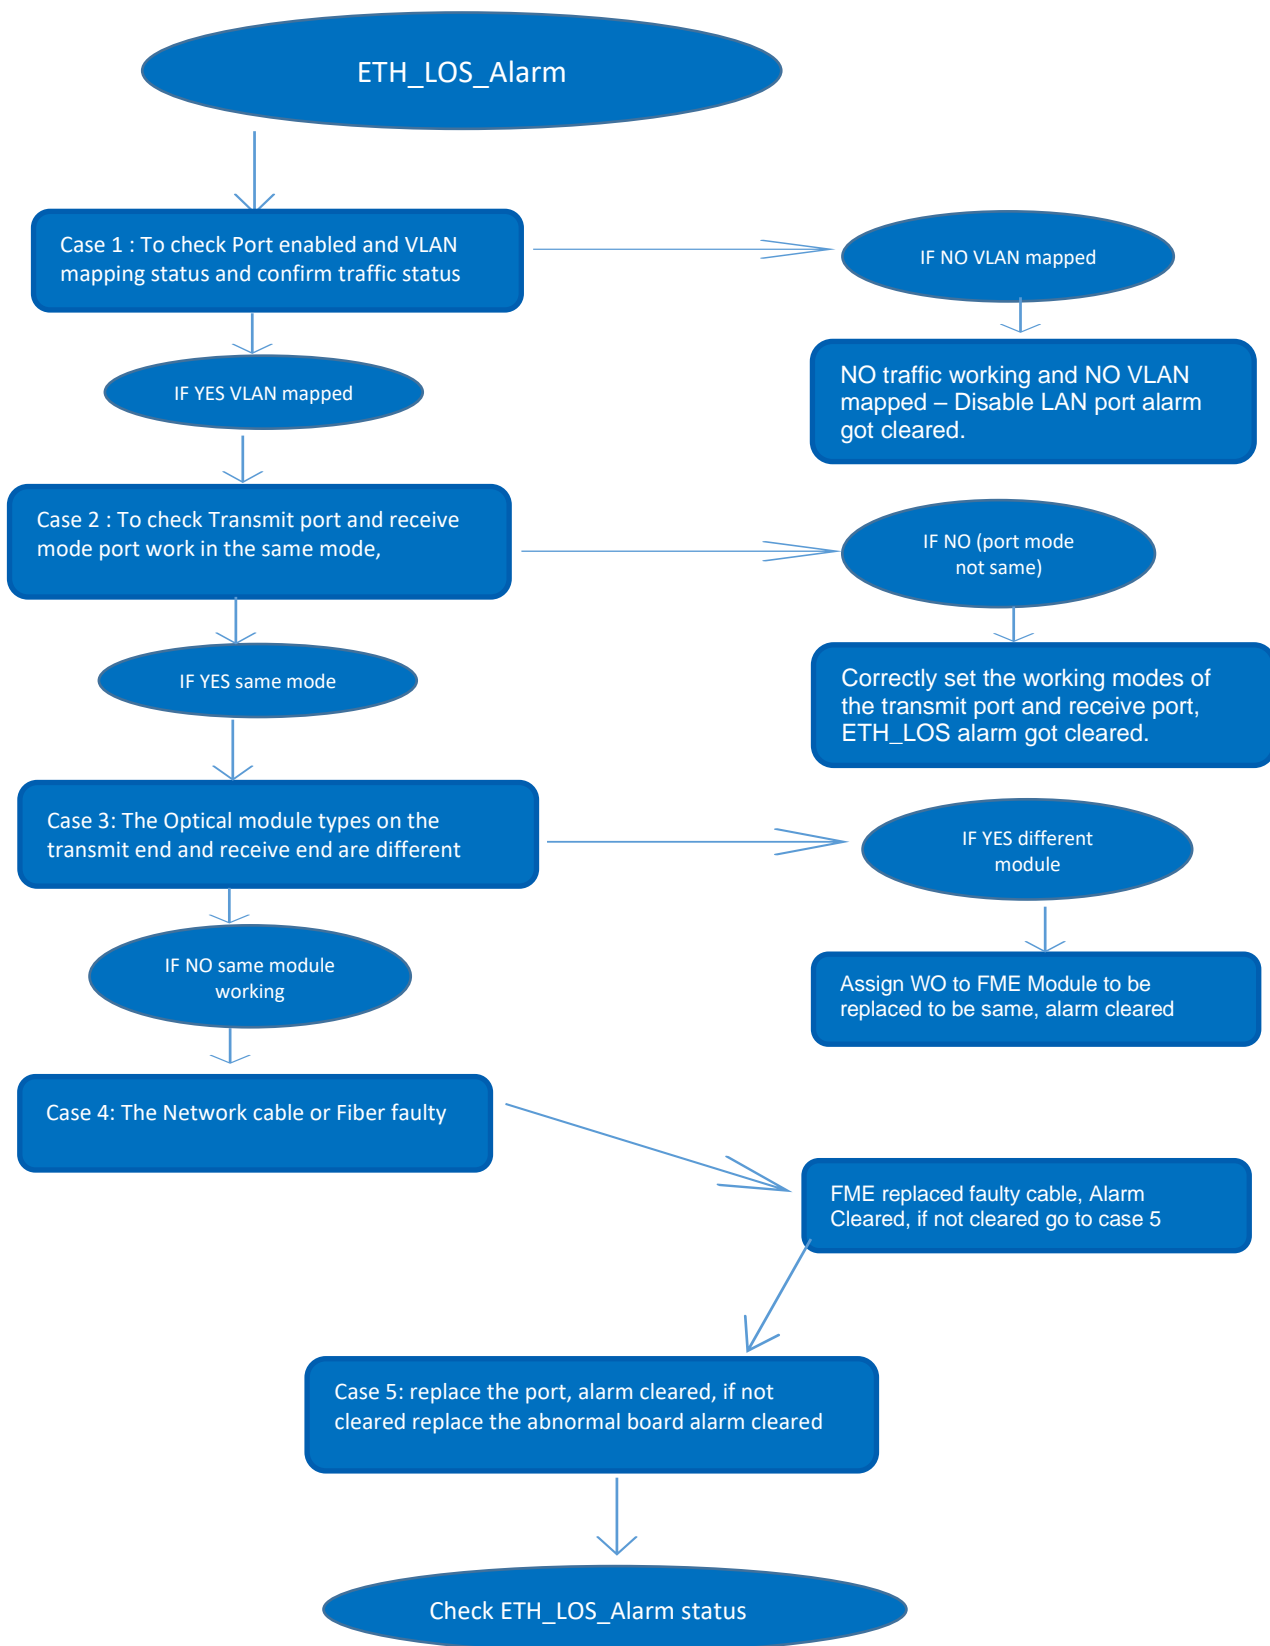 ETH_LOS_Alarm
Case 1 : To check Port enabled and VLAN
mapping status and confirm traffic status
IF NO VLAN mapped
NO traffic working and NO VLAN
mapped – Disable LAN port alarm
got cleared.
IF YES VLAN mapped
Case 2 : To check Transmit port and receive
mode port work in the same mode,
IF NO (port mode
not same)
Correctly set the working modes of
the transmit port and receive port,
ETH_LOS alarm got cleared.
IF YES same mode
Case 3: The Optical module types on the
transmit end and receive end are different
IF YES different
module
Assign WO to FME Module to be
replaced to be same, alarm cleared
IF NO same module
working
Case 4: The Network cable or Fiber faulty
FME replaced faulty cable, Alarm
Cleared, if not cleared go to case 5
Case 5: replace the port, alarm cleared, if not
cleared replace the abnormal board alarm cleared
Check ETH_LOS_Alarm status